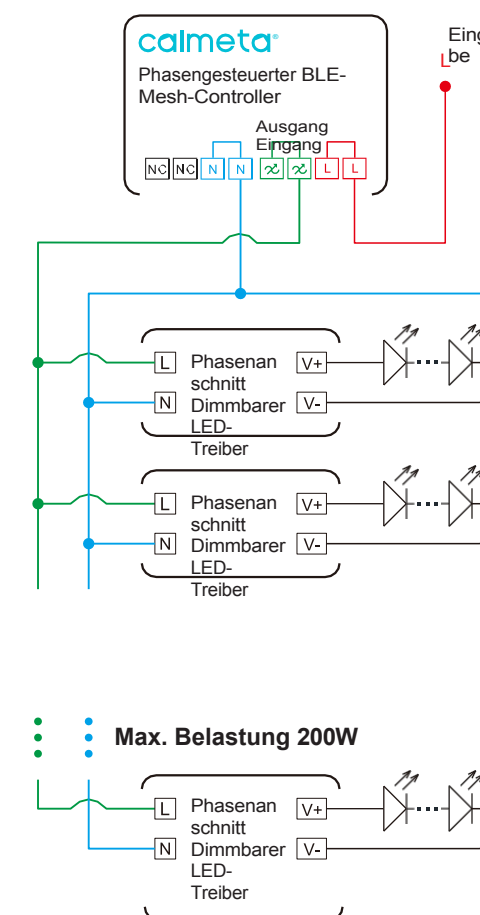 calmeta
Phasengesteuerter BLE-
Mesh-Controller
Ausgang
Eingang
NC NC N N L L
L be
L Phasenan V+
schnitt
N Dimmbarer V-
LED-
Treiber
L Phasenan V+
schnitt
N Dimmbarer V-
LED-
Treiber
Max. Belastung 200W
L Phasenan V+
schnitt
N Dimmbarer V-
LED-
Treiber